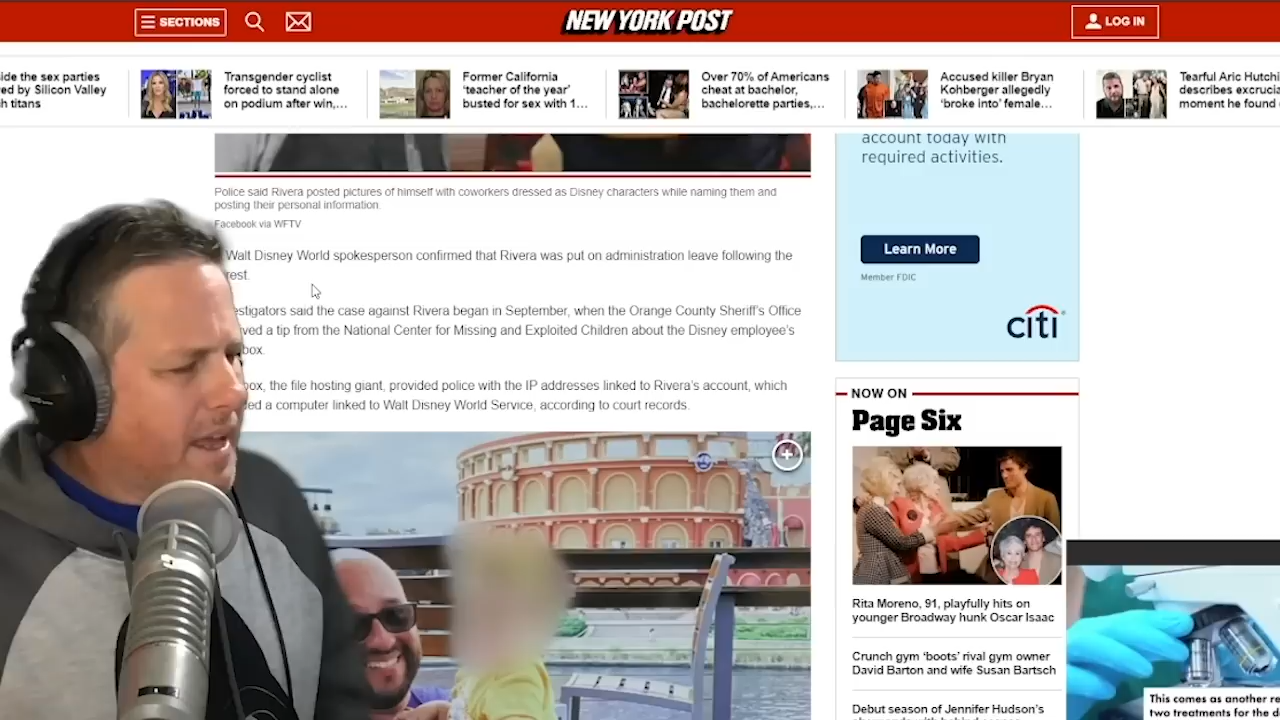 SECTIONS
NEW YORK POST
LOG IN
ide the sex parties
ed by Silicon Valley
h titans
Transgender cyclist
forced to stand alone
on podium after win,...
Former California
‘teacher of the year’
busted for sex with 1...
Over 70% of Americans
cheat at bachelor,
bachelorette parties,...
Accused killer Bryan
Kohberger allegedly
‘broke into’ female...
Tearful Aric Hutchi
describes excrucia
moment he found
Police said Rivera posted pictures of himself with coworkers dressed as Disney characters while naming them and
posting their personal information.
Facebook via WFTV
Walt Disney World spokesperson confirmed that Rivera was put on administration leave following the
rest.
estigators said the case against Rivera began in September, when the Orange County Sheriff’s Office
ved a tip from the National Center for Missing and Exploited Children about the Disney employee’s
box.
box, the file hosting giant, provided police with the IP addresses linked to Rivera’s account, which
ed a computer linked to Walt Disney World Service, according to court records.
account today with
required activities.
Learn More
Member FDIC
citi
NOW ON
Page Six
Rita Moreno, 91, playfully hits on
younger Broadway hunk Oscar Isaac
Crunch gym ‘boots’ rival gym owner
David Barton and wife Susan Bartsch
Debut season of Jennifer Hudson’s
This comes as another r
two treatments for the d